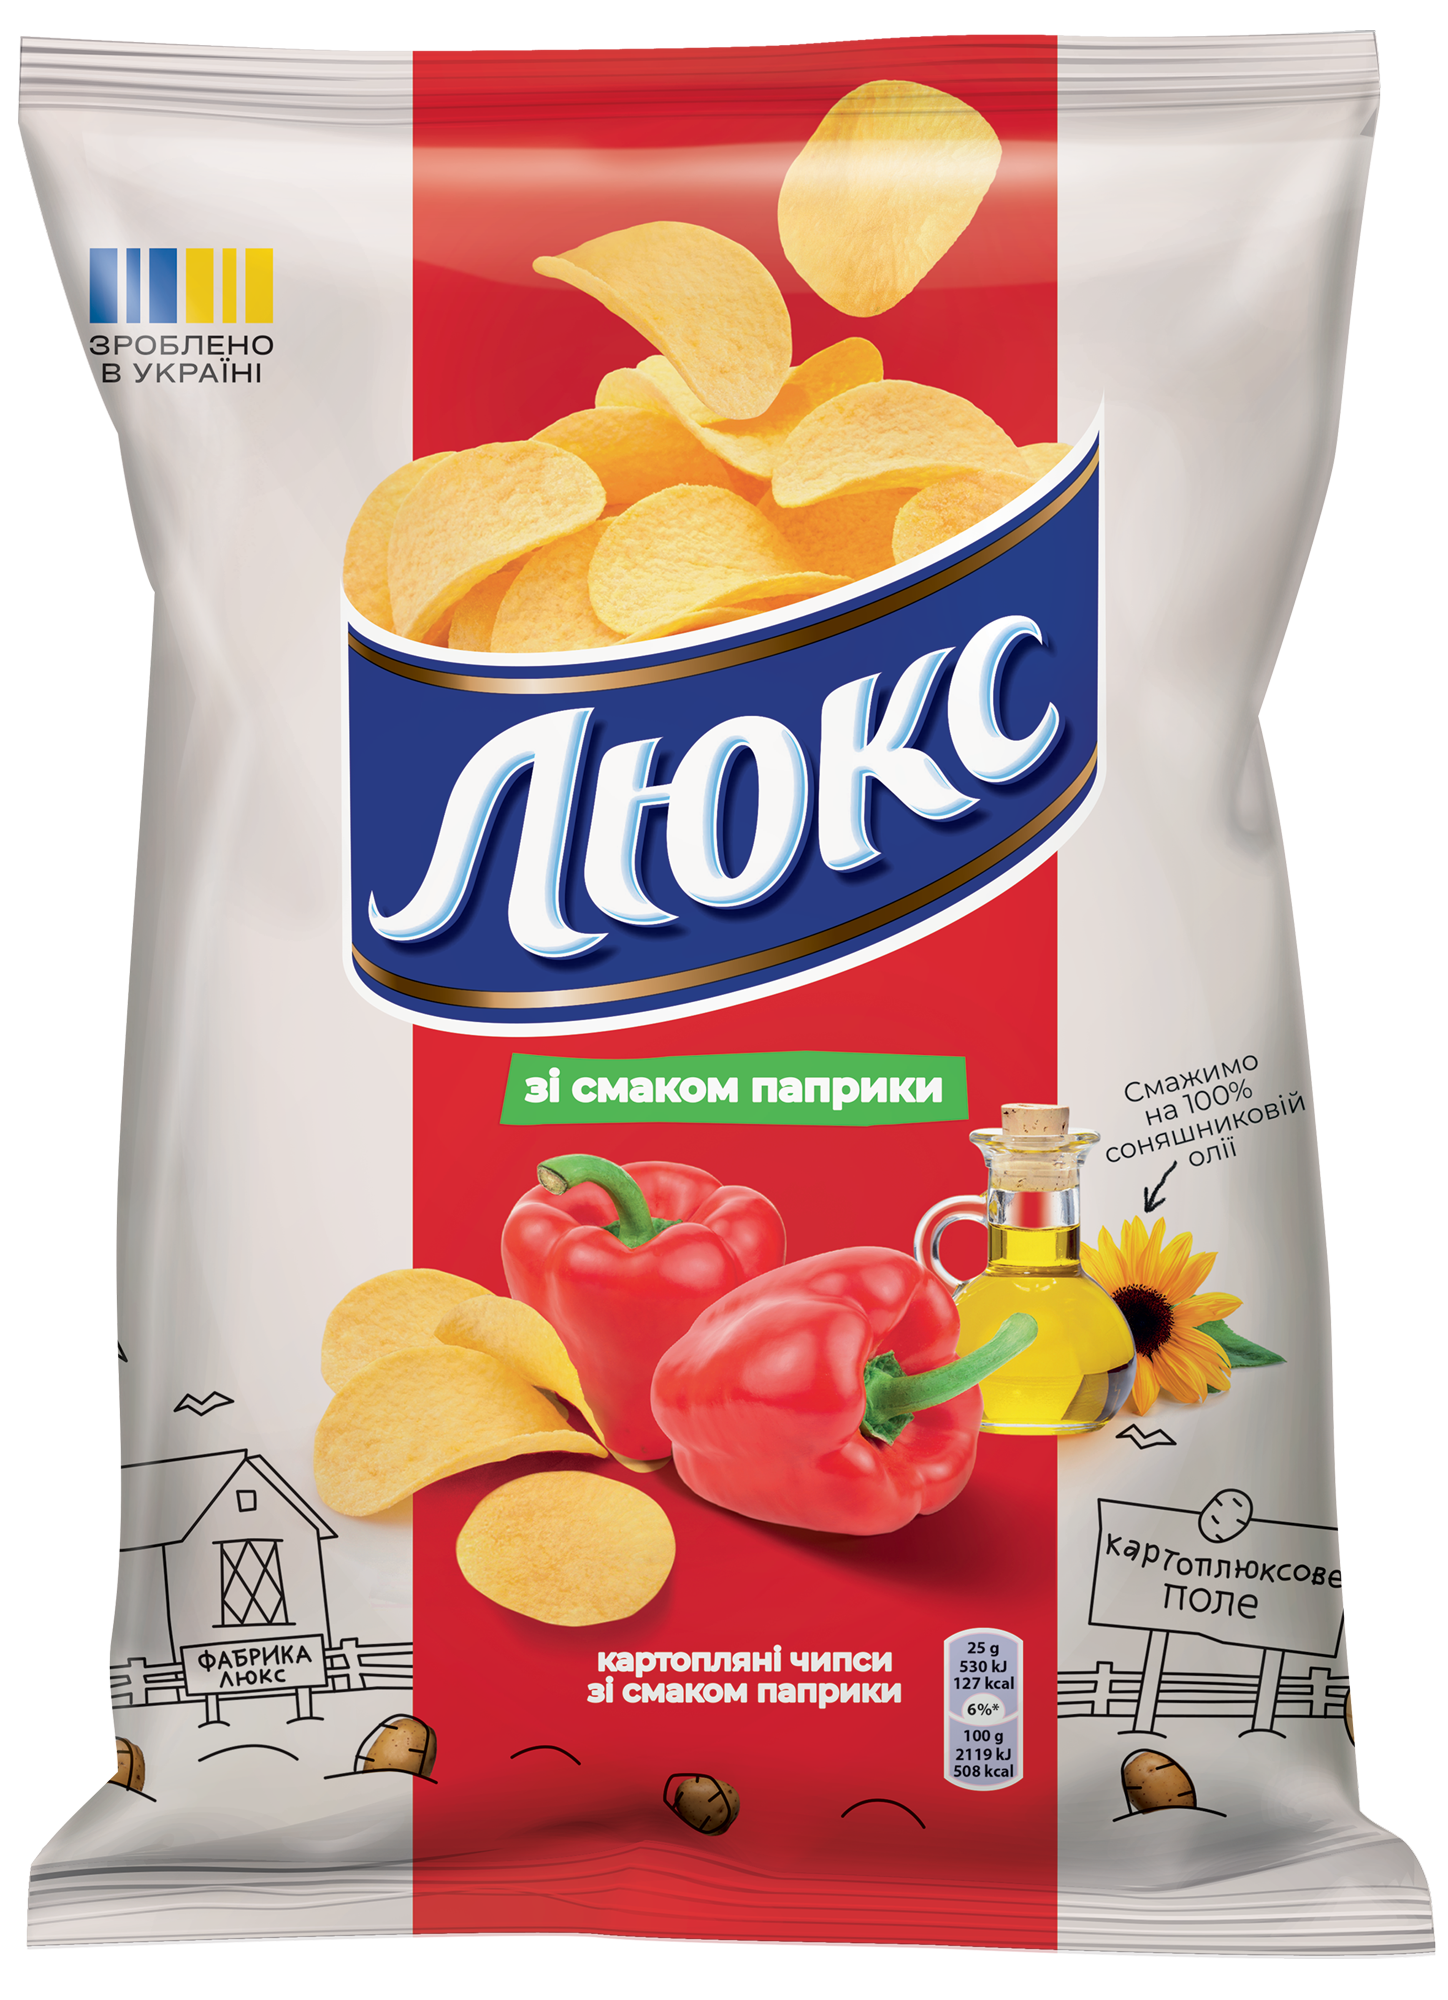 ЗРОБЛЕНО
В УКРАЇНІ
Люкс
зі смаком паприки
Смажимо
на 100%
соняшниковій
олії
картоплюксове
поле
ФАБРИКА
ЛЮКС
картопляні чипси
зі смаком паприки
25 g
530 kJ
127 kcal
6%*
100 g
2119 kJ
508 kcal